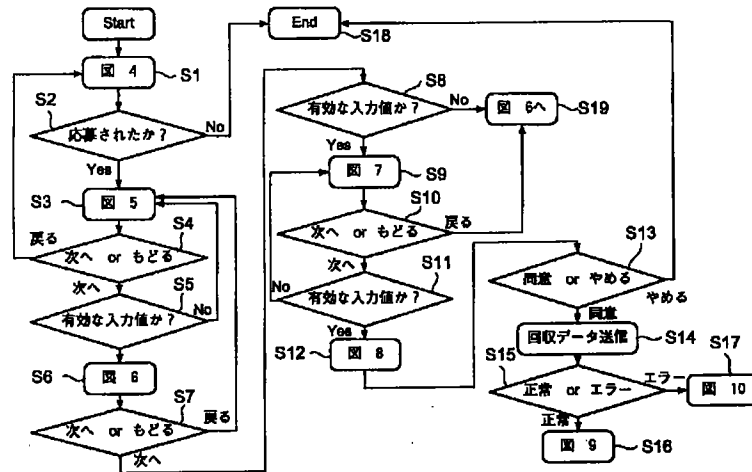 Start
図 4
S1
S2
応募されたか？
No
Yes
S3
図 5
S4
戻る
次へ or もどる
次へ
S5
有効な入力値か？
No
S6
図 6
S7
次へ or もどる
戻る
次へ
End
S18
S8
有効な入力値か？
No
図 6へ
S19
Yes
S9
図 7
S10
次へ or もどる
戻る
次へ
S11
No
有効な入力値か？
Yes
S12
図 8
S13
同意 or やめる
やめる
同意
回収データ送信
S14
S15
正常 or エラー
エラー
S17
図 10
正常
図 9
S16